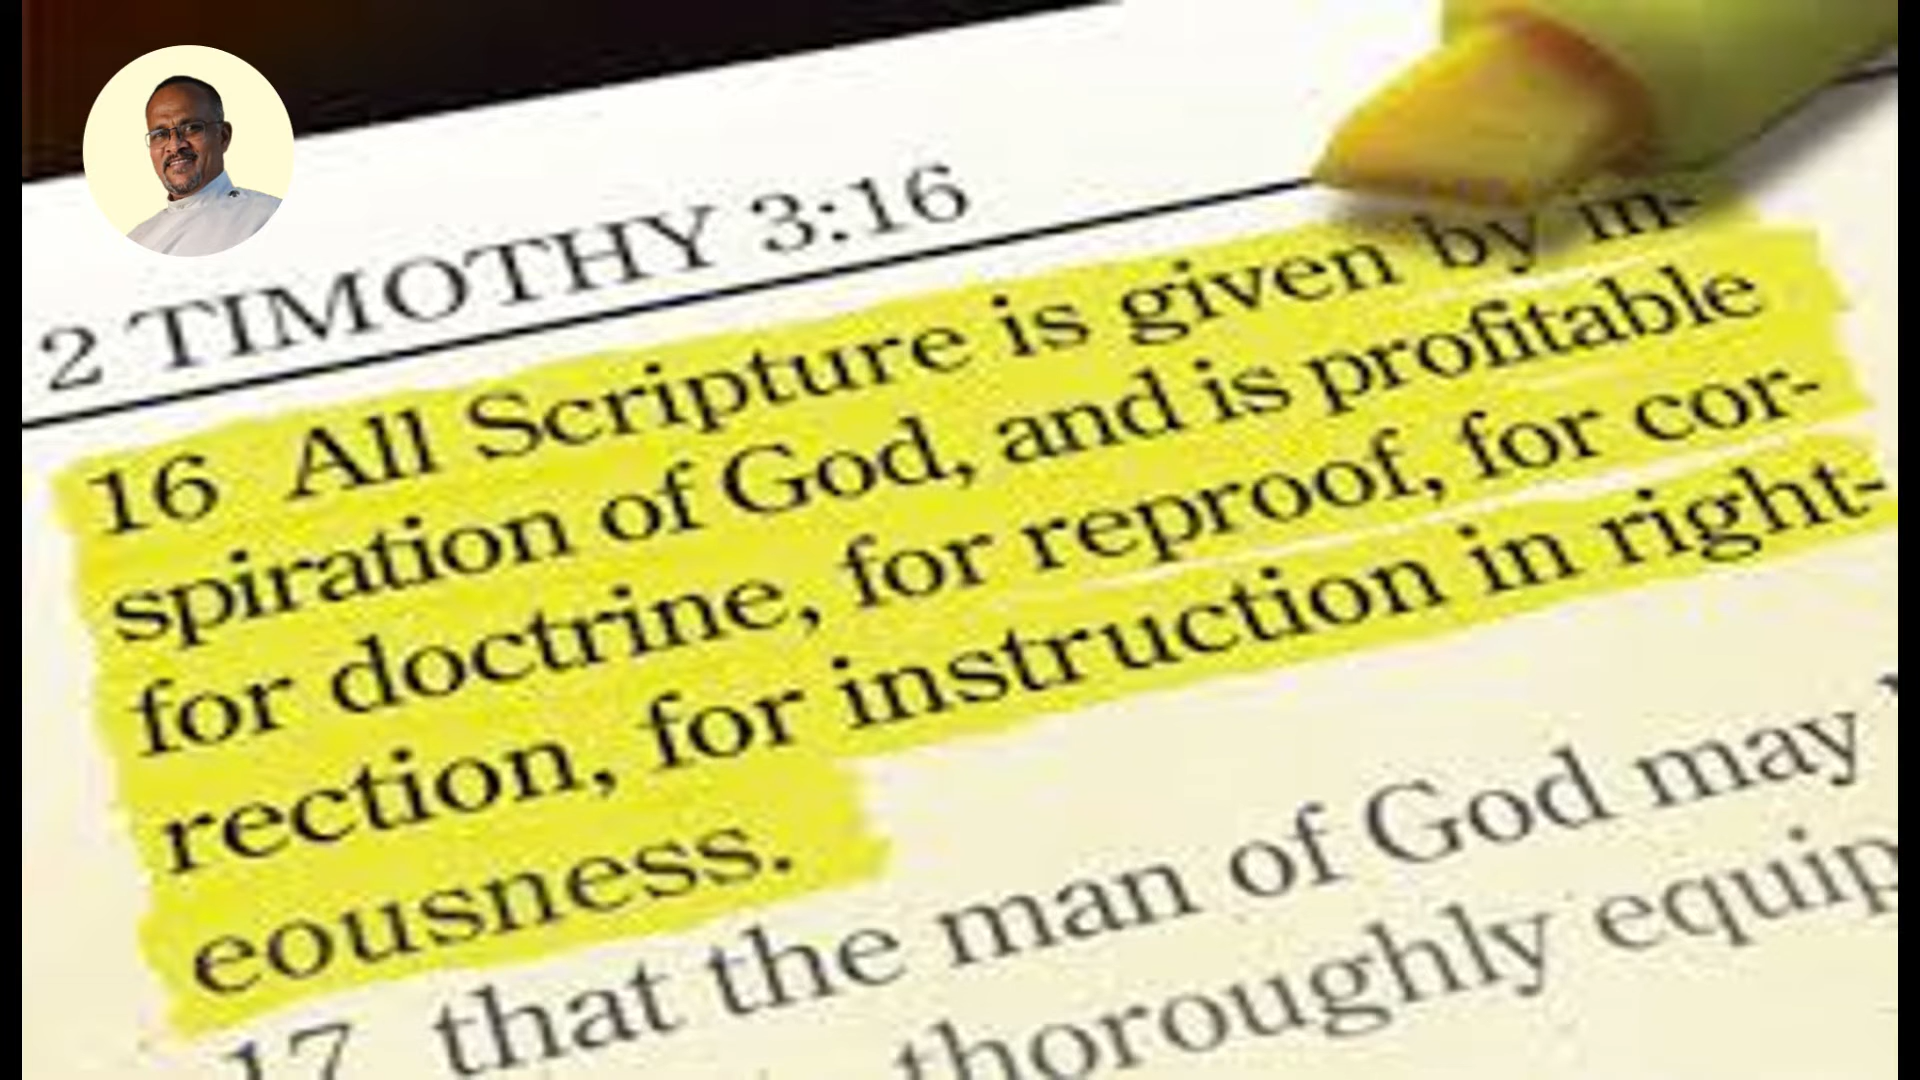 2 TIMOTHY 3:16
16 All Scripture is given by in-
spiration of God, and is profitable
for doctrine, for reproof, for cor-
rection, for instruction in right-
eousness.
17 that the man of God may
thoroughly